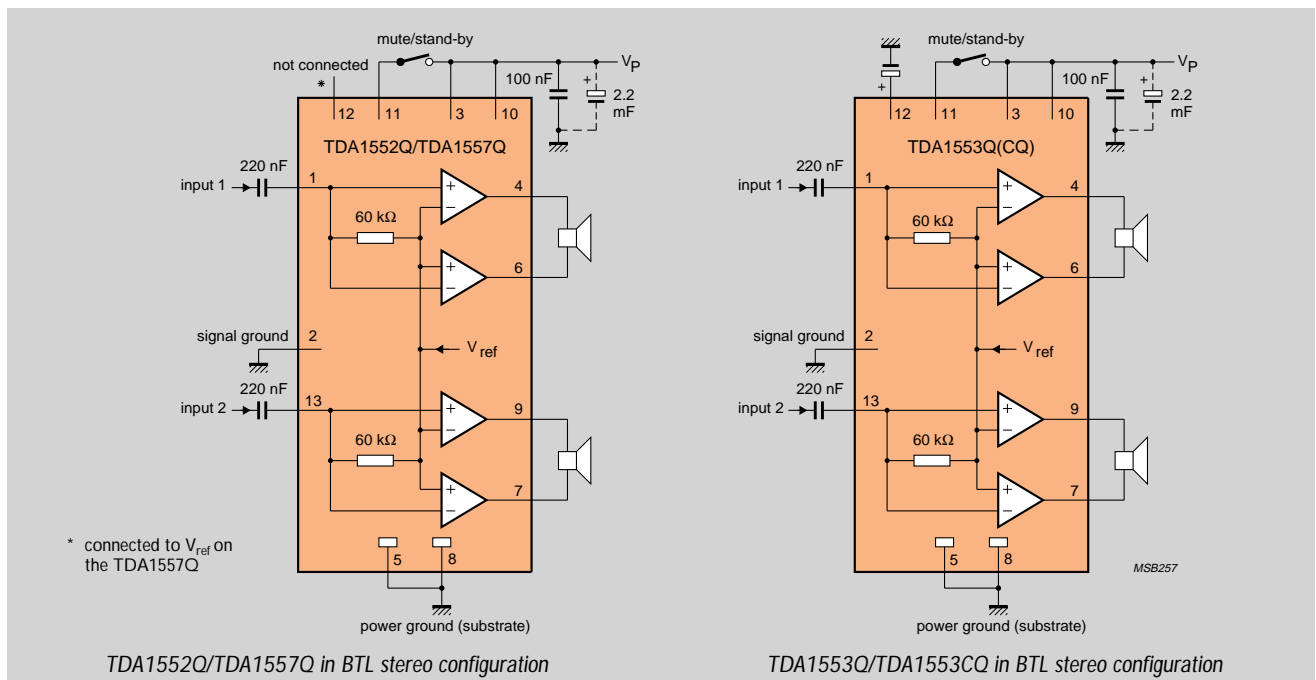 mute/stand-by
not connected
*
V_P
100 nF
+
2.2
mF
12
11
3
10
TDA1552Q/TDA1557Q
220 nF
input 1
1
+
−
4
60 kΩ
+
−
6
signal ground
2
V_ref
220 nF
input 2
13
+
−
9
60 kΩ
+
−
7
* connected to V_ref on
the TDA1557Q
5
8
power ground (substrate)
TDA1552Q/TDA1557Q in BTL stereo configuration
mute/stand-by
+
V_P
100 nF
+
2.2
mF
12
11
3
10
TDA1553Q(CQ)
220 nF
input 1
1
+
−
4
60 kΩ
+
−
6
signal ground
2
V_ref
220 nF
input 2
13
+
−
9
60 kΩ
+
−
7
5
8
MSB257
power ground (substrate)
TDA1553Q/TDA1553CQ in BTL stereo configuration